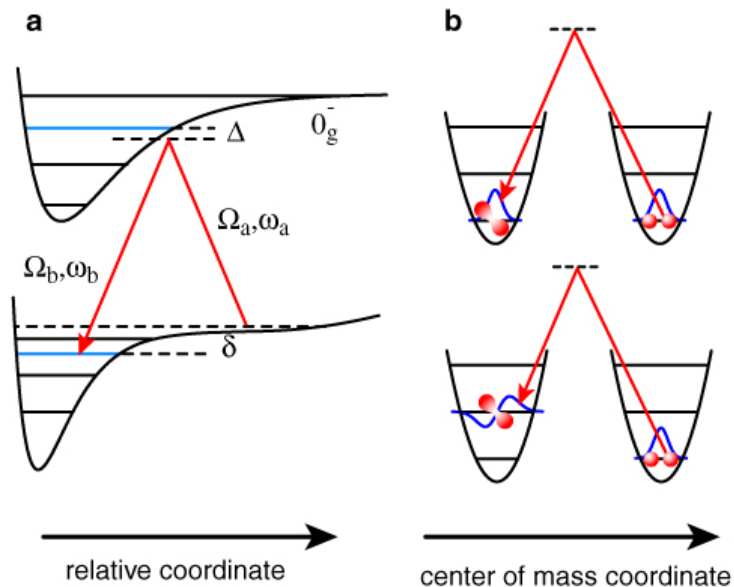 a
b
Δ
0g-
Ωa,ωa
Ωb,ωb
δ
relative coordinate
center of mass coordinate